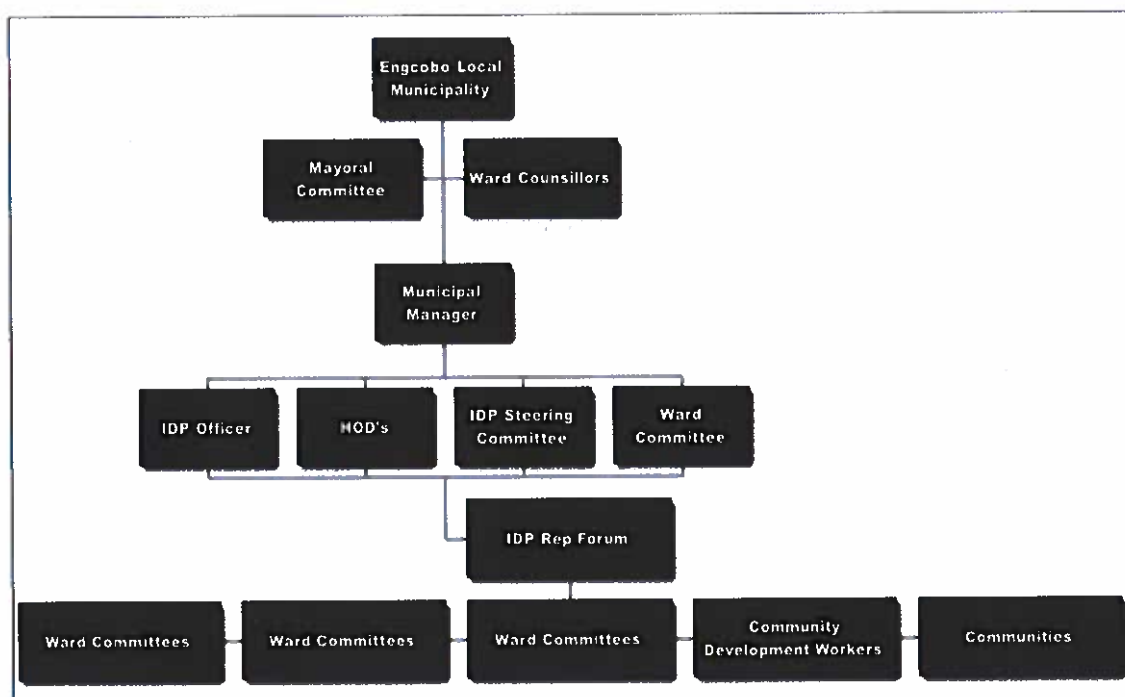 Engcobo Local
Municipality
Mayoral
Committee
Ward Counsillors
Municipal
Manager
IDP Officer
HOD's
IDP Steering
Committee
Ward
Committee
IDP Rep Forum
Ward Committees
Ward Committees
Ward Committees
Community
Development Workers
Communities